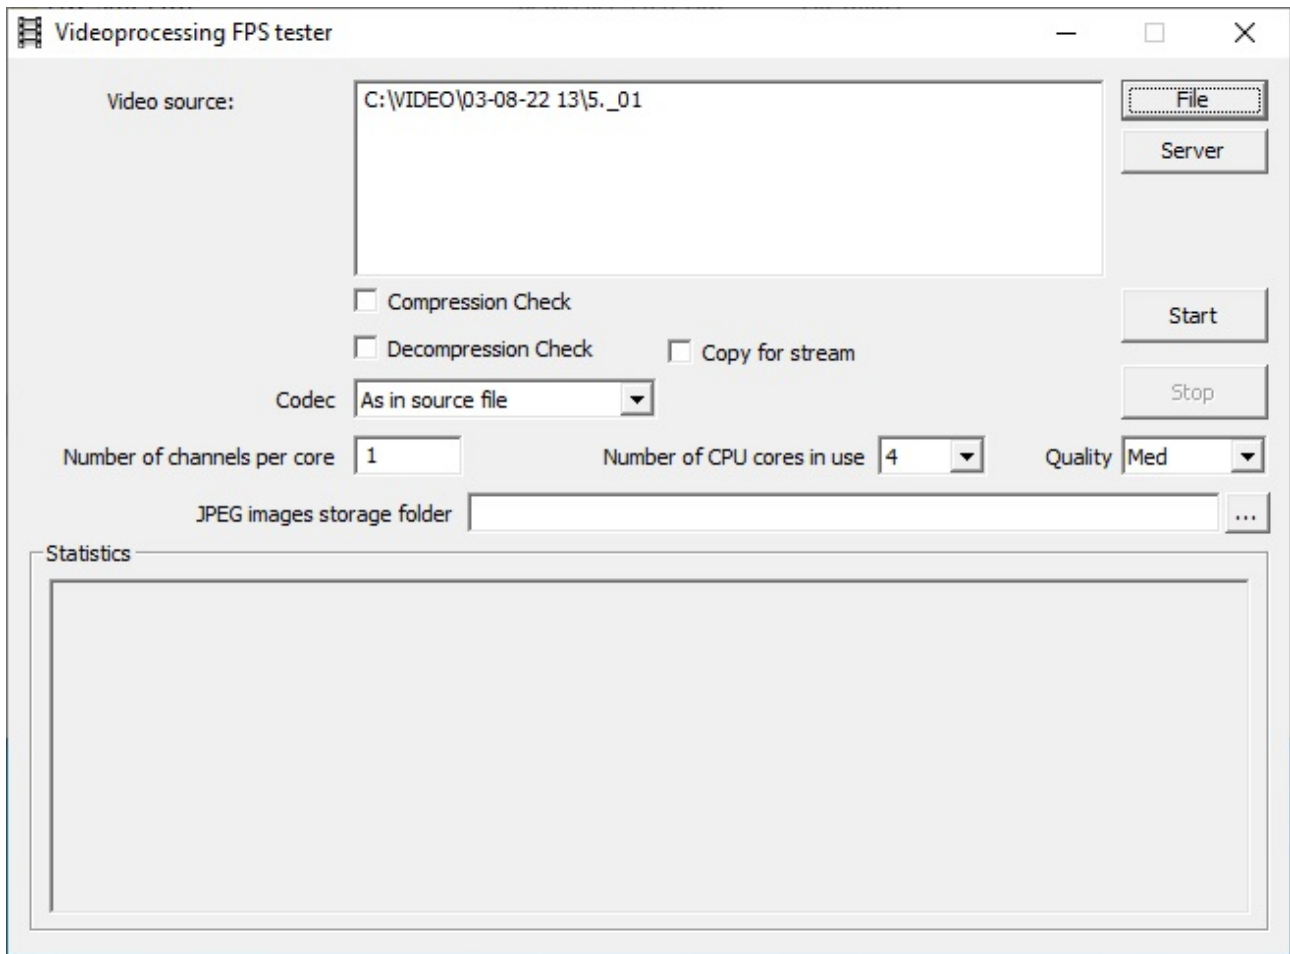 Videoprocessing FPS tester
Video source:
C:\VIDEO\03-08-22 13\5._01
File
Server
Compression Check
Start
Decompression Check
Copy for stream
Codec
As in source file
Stop
Number of channels per core
1
Number of CPU cores in use
4
Quality
Med
JPEG images storage folder
...
Statistics